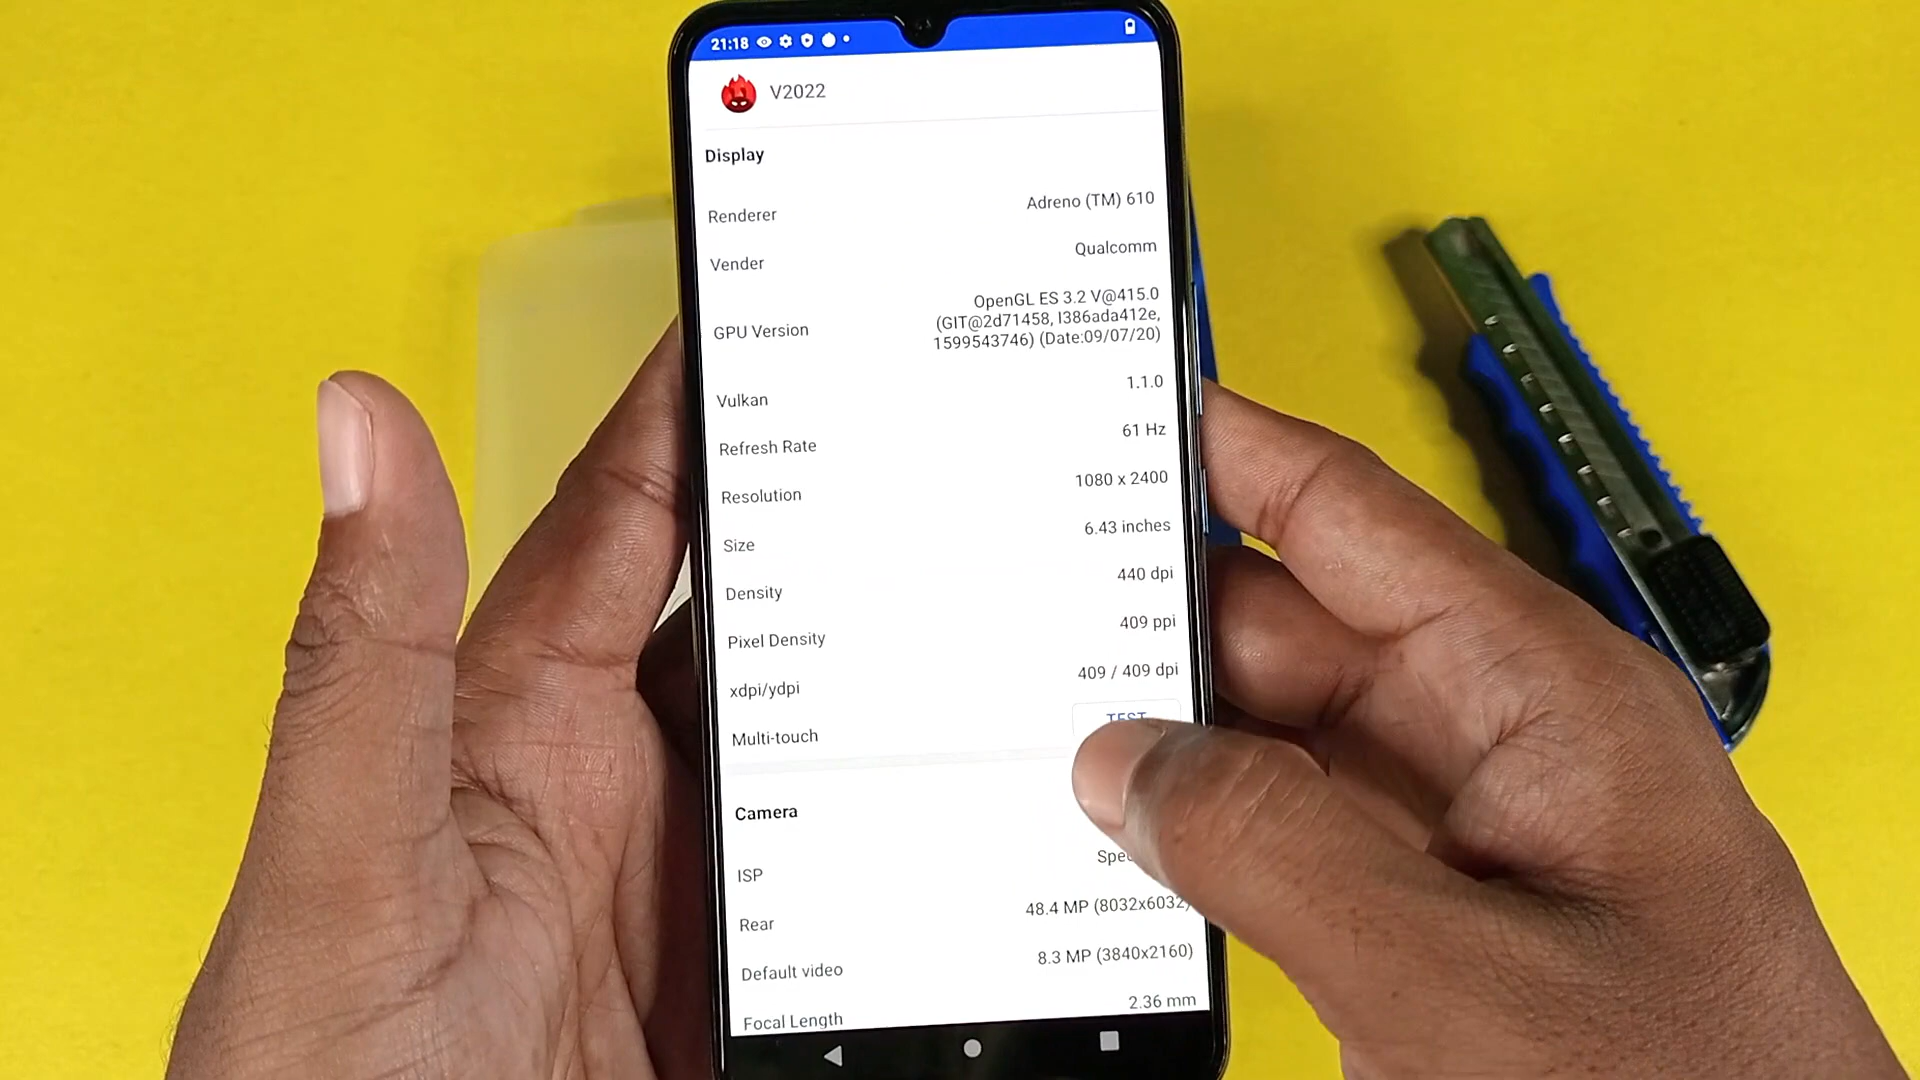 21:18
V2022
Display
Renderer Adreno (TM) 610
Vender Qualcomm
GPU Version OpenGL ES 3.2 V@415.0
(GIT@2d71458, I386ada412e,
1599543746) (Date:09/07/20)
Vulkan 1.1.0
Refresh Rate 61 Hz
Resolution 1080 x 2400
Size 6.43 inches
Density 440 dpi
Pixel Density 409 ppi
xdpi/ydpi 409 / 409 dpi
Multi-touch TEST
Camera
ISP
Rear 48.4 MP (8032x6032)
Default video 8.3 MP (3840x2160)
Focal Length 2.36 mm